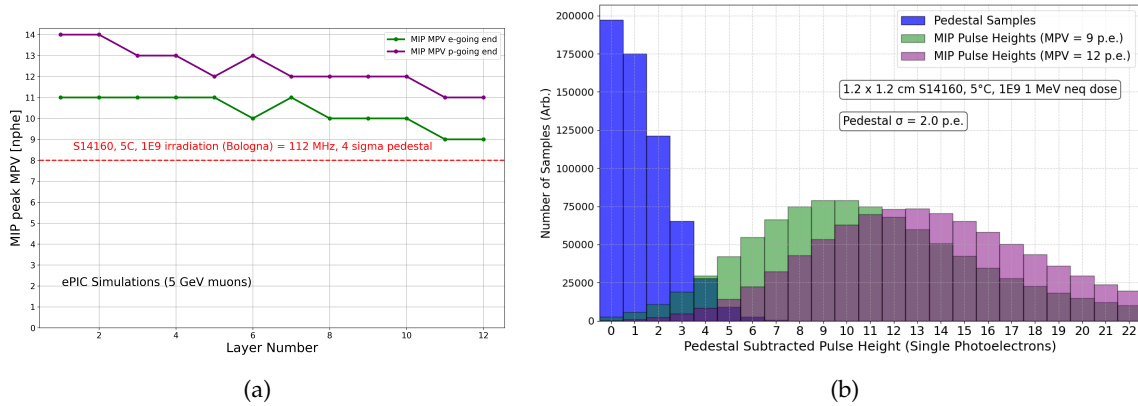 14
13
12
11
10
9
8
7
6
5
4
3
2
1
0
MIP peak MPV [nphe]
MIP MPV e-going end
MIP MPV p-going end
S14160, 5C, 1E9 irradiation (Bologna) = 112 MHz, 4 sigma pedestal
ePIC Simulations (5 GeV muons)
2 4 6 8 10 12
Layer Number
(a)
200000
175000
150000
125000
100000
75000
50000
25000
0
Number of Samples (Arb.)
Pedestal Samples
MIP Pulse Heights (MPV = 9 p.e.)
MIP Pulse Heights (MPV = 12 p.e.)
1.2 x 1.2 cm S14160, 5°C, 1E9 1 MeV neq dose
Pedestal σ = 2.0 p.e.
0 1 2 3 4 5 6 7 8 9 10 11 12 13 14 15 16 17 18 19 20 21 22
Pedestal Subtracted Pulse Height (Single Photoelectrons)
(b)